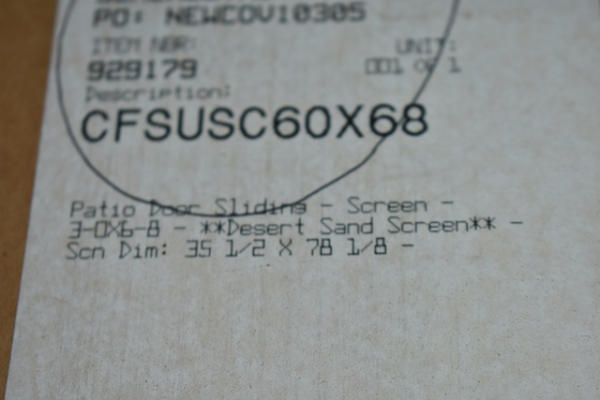 PO: NEWCOV10305
ITEM NBR:
UNIT:
929179
001 OF 1
Description:
CFSUSC60X68
Patio Door Sliding - Screen -
3-0X6-8 - **Desert Sand Screen** -
Scn Dim: 35 1/2 X 78 1/8 -